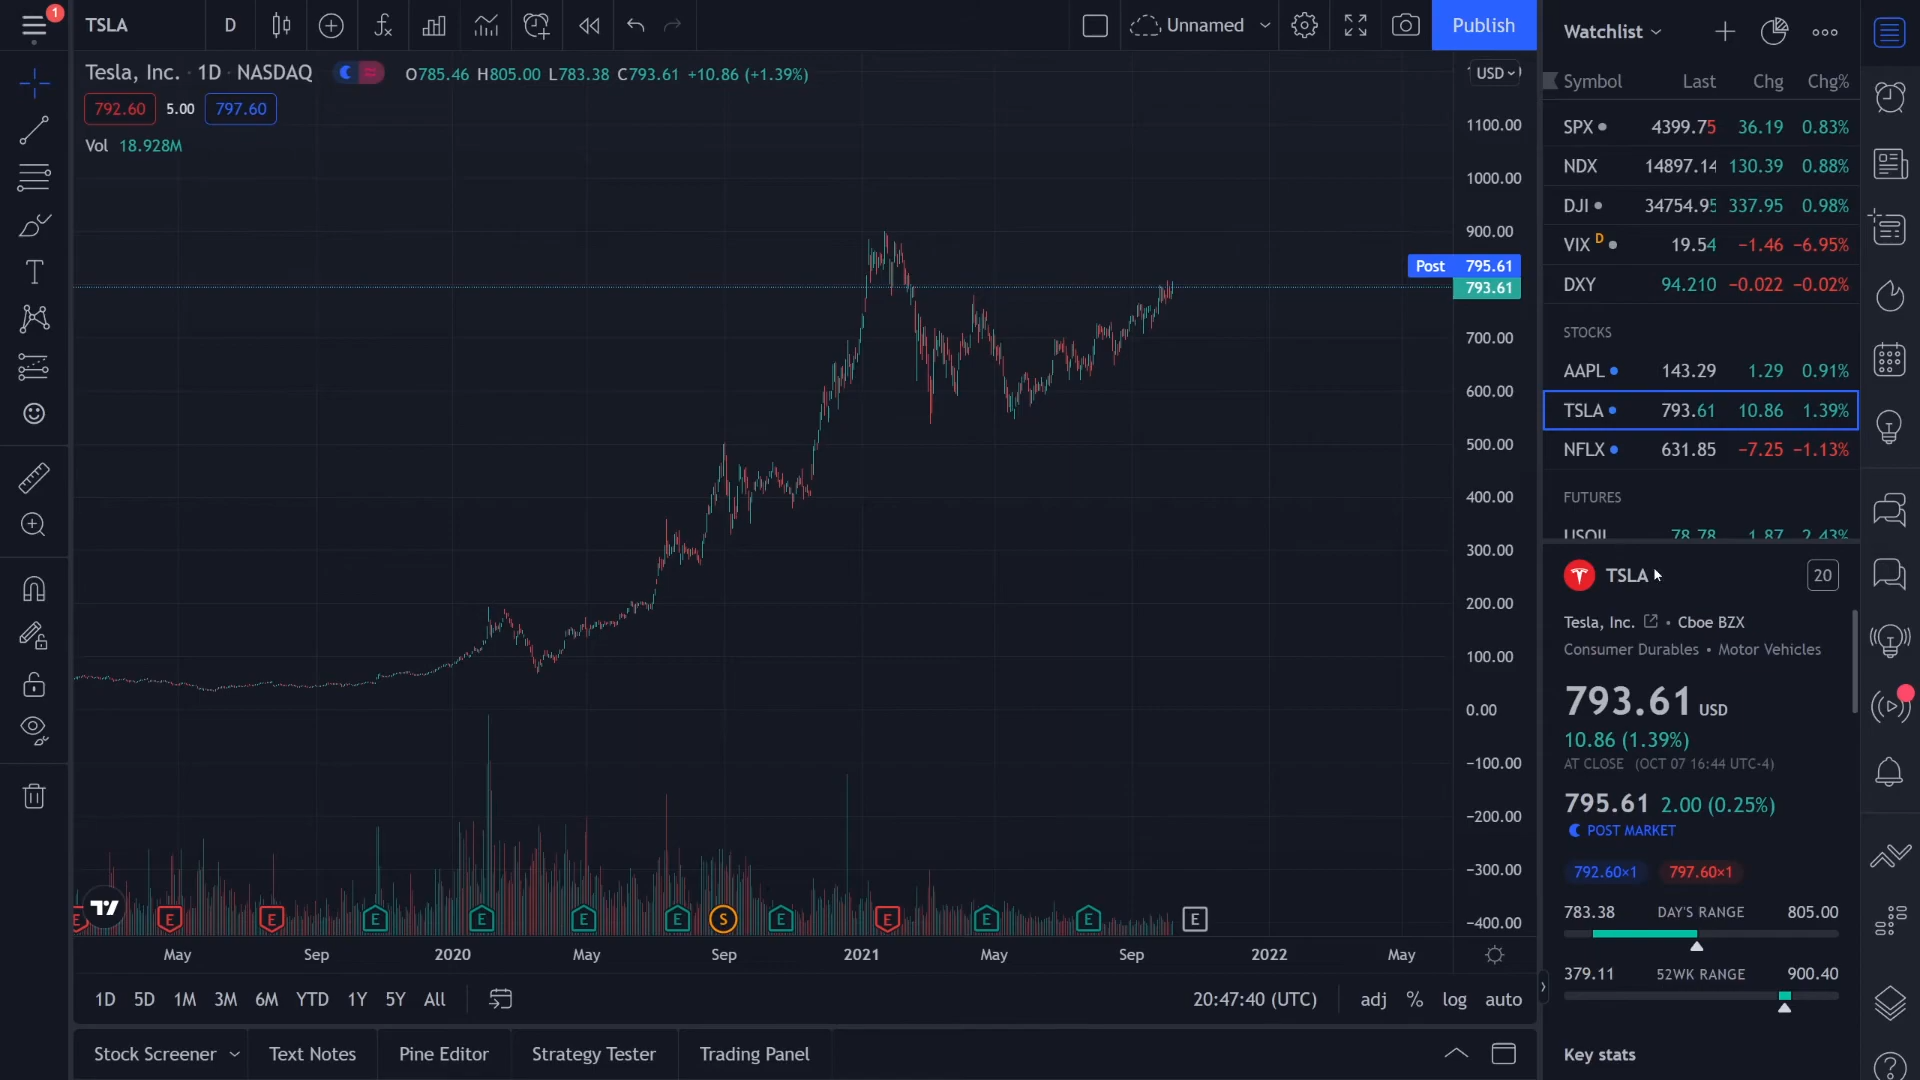 1
TSLA
D
Unnamed
Publish
Tesla, Inc. · 1D · NASDAQ
O785.46 H805.00 L783.38 C793.61 +10.86 (+1.39%)
792.60 5.00 797.60
Vol 18.928M
USD
1100.00
1000.00
900.00
Post 795.61
793.61
700.00
600.00
500.00
400.00
300.00
200.00
100.00
0.00
−100.00
−200.00
−300.00
−400.00
E E E E E E E S E E E E E
May Sep 2020 May Sep 2021 May Sep 2022 May
1D 5D 1M 3M 6M YTD 1Y 5Y All
20:47:40 (UTC) adj % log auto
Stock Screener Text Notes Pine Editor Strategy Tester Trading Panel
Watchlist
Symbol Last Chg Chg%
SPX 4399.75 36.19 0.83%
NDX 14897.14 130.39 0.88%
DJI 34754.95 337.95 0.98%
VIX D 19.54 −1.46 −6.95%
DXY 94.210 −0.022 −0.02%
STOCKS
AAPL 143.29 1.29 0.91%
TSLA 793.61 10.86 1.39%
NFLX 631.85 −7.25 −1.13%
FUTURES
USOIL 78.78 1.87 2.43%
TSLA 20
Tesla, Inc. • Cboe BZX
Consumer Durables • Motor Vehicles
793.61 USD
10.86 (1.39%)
AT CLOSE (OCT 07 16:44 UTC-4)
795.61 2.00 (0.25%)
POST MARKET
792.60×1 797.60×1
783.38 DAY'S RANGE 805.00
379.11 52WK RANGE 900.40
Key stats